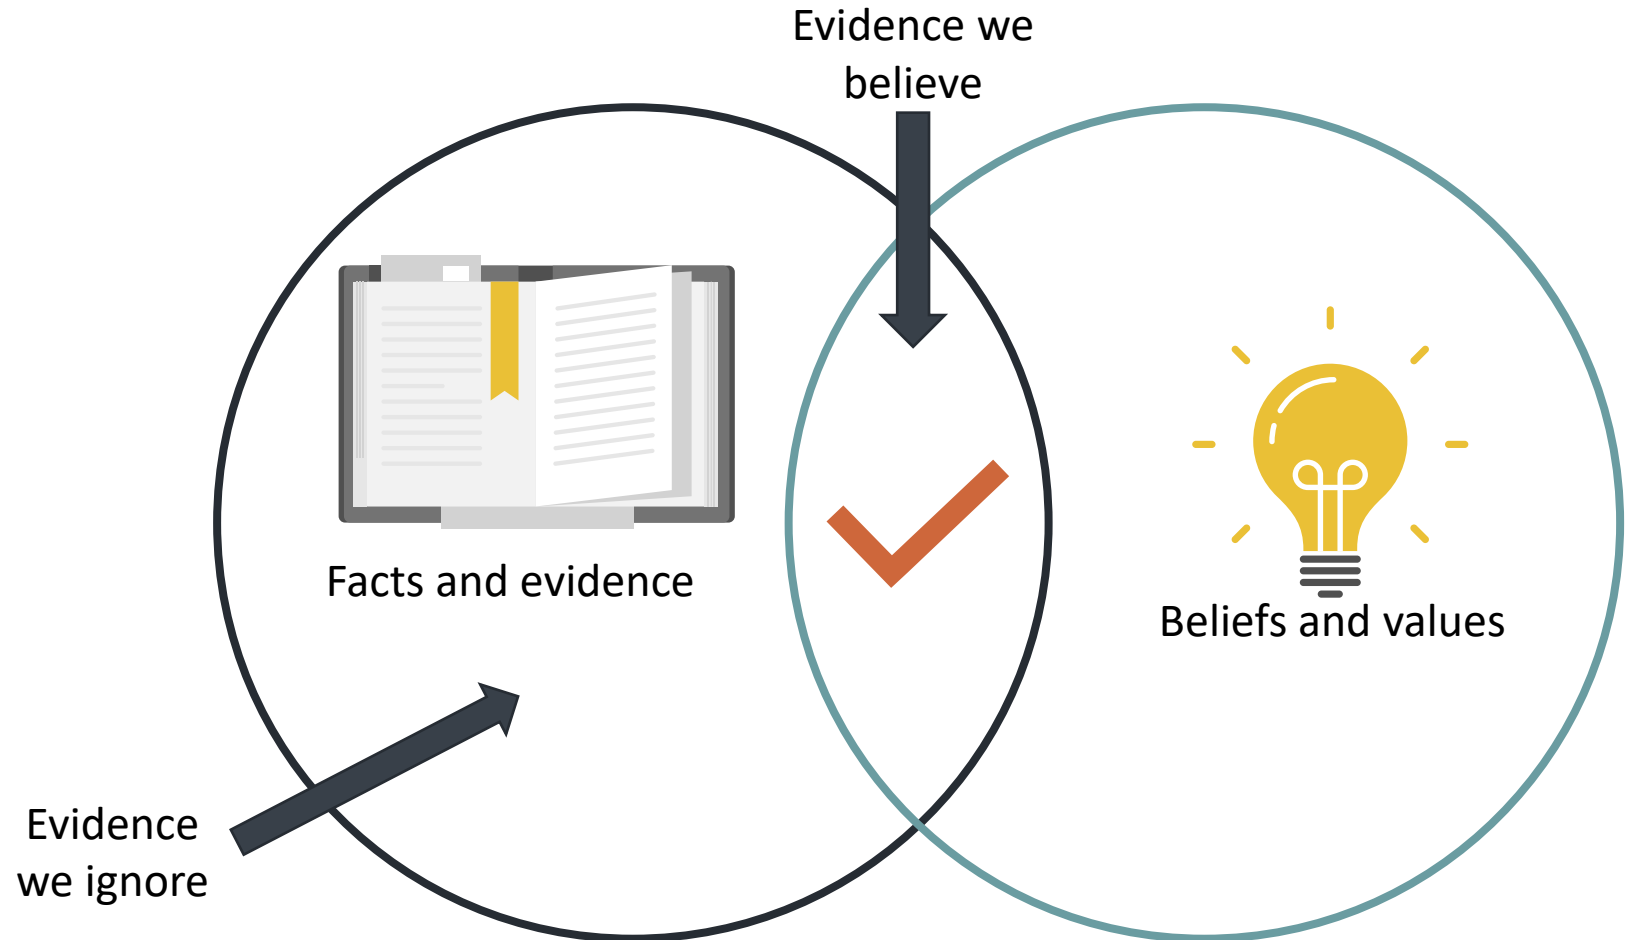 Evidence we
believe
Facts and evidence
Beliefs and values
Evidence
we ignore